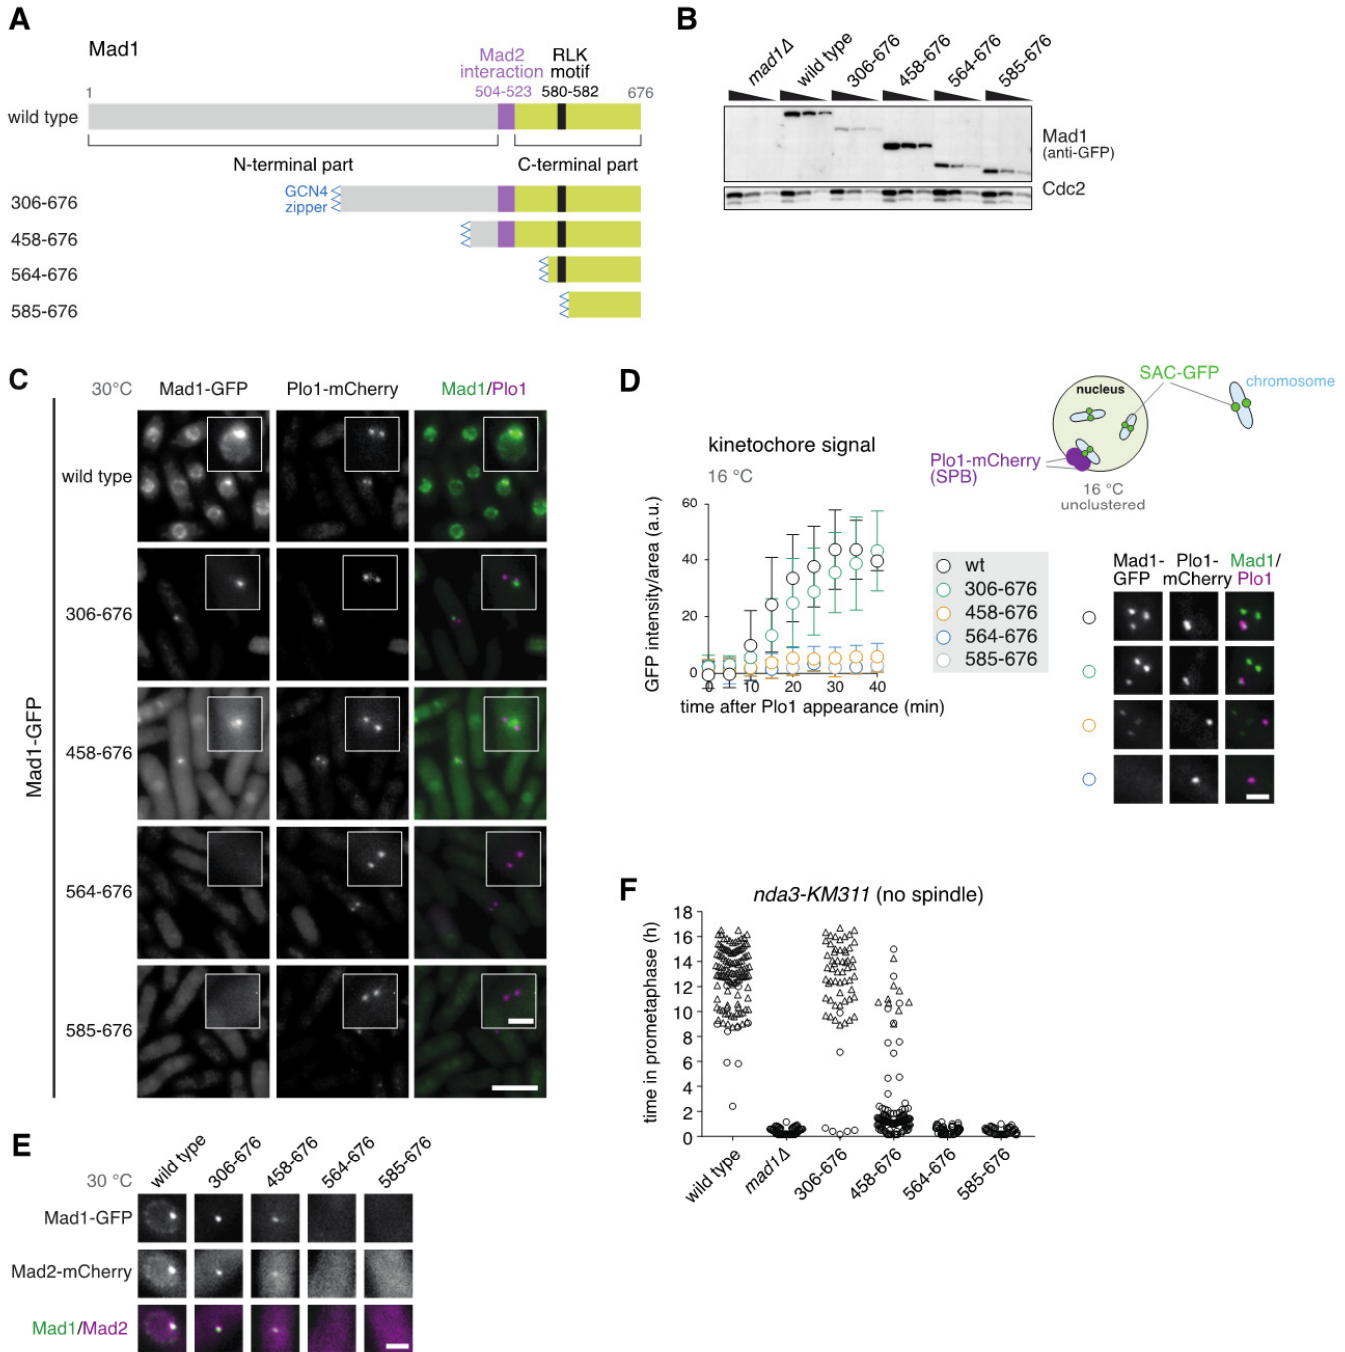 A
Mad1
Mad2 interaction
504-523
RLK motif
580-582
1
676
wild type
N-terminal part
C-terminal part
306-676
GCN4 zipper
458-676
564-676
585-676
B
mad1Δ
wild type
306-676
458-676
564-676
585-676
Mad1
(anti-GFP)
Cdc2
C
30°C
Mad1-GFP
Plo1-mCherry
Mad1/Plo1
Mad1-GFP
wild type
306-676
458-676
564-676
585-676
D
SAC-GFP
chromosome
nucleus
Plo1-mCherry
(SPB)
16 °C
unclustered
kinetochore signal
16 °C
GFP intensity/area (a.u.)
60
40
20
0
0
10
20
30
40
time after Plo1 appearance (min)
wt
306-676
458-676
564-676
585-676
Mad1-GFP
Plo1-mCherry
Mad1/Plo1
E
30 °C
wild type
306-676
458-676
564-676
585-676
Mad1-GFP
Mad2-mCherry
Mad1/Mad2
F
nda3-KM311 (no spindle)
time in prometaphase (h)
18
16
14
12
10
8
6
4
2
0
wild type
mad1Δ
306-676
458-676
564-676
585-676